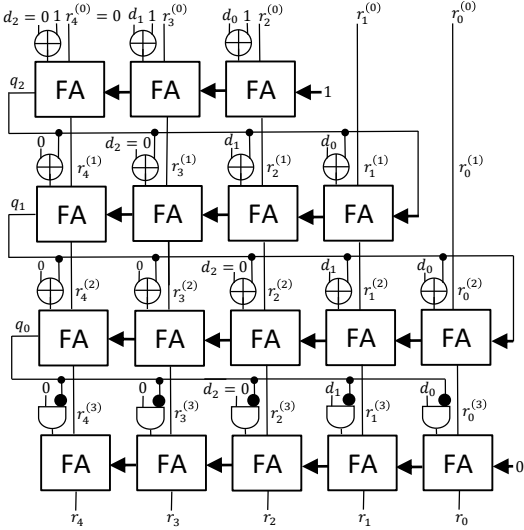 d₂ = 0 1 r₄⁽⁰⁾ = 0 d₁ 1 r₃⁽⁰⁾ d₀ 1 r₂⁽⁰⁾ r₁⁽⁰⁾ r₀⁽⁰⁾
q₂ FA FA FA 1
0 d₂ = 0 d₁ d₀
r₄⁽¹⁾ r₃⁽¹⁾ r₂⁽¹⁾ r₁⁽¹⁾ r₀⁽¹⁾
q₁ FA FA FA FA
0 0 d₂ = 0 d₁ d₀
r₄⁽²⁾ r₃⁽²⁾ r₂⁽²⁾ r₁⁽²⁾ r₀⁽²⁾
q₀ FA FA FA FA FA
0 0 d₂ = 0 d₁ d₀
r₄⁽³⁾ r₃⁽³⁾ r₂⁽³⁾ r₁⁽³⁾ r₀⁽³⁾
FA FA FA FA FA 0
r₄ r₃ r₂ r₁ r₀